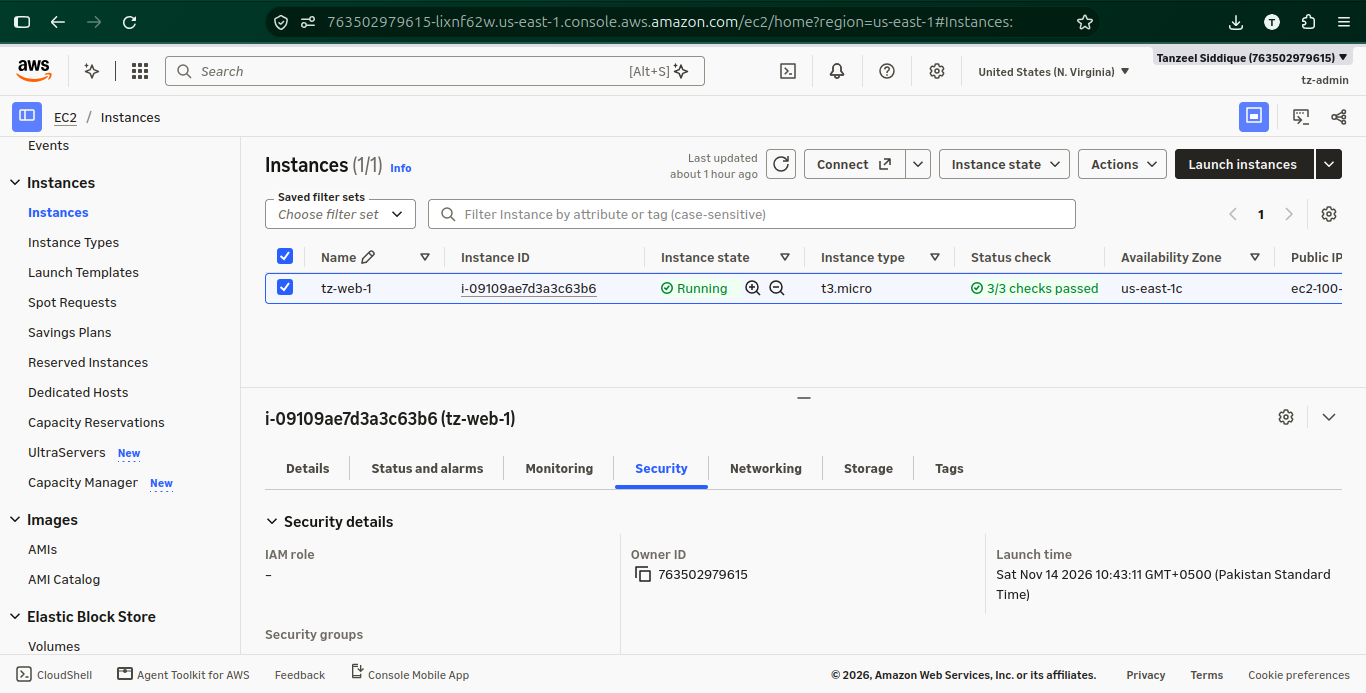 763502979615-lixnf62w.us-east-1.console.aws.amazon.com/ec2/home?region=us-east-1#Instances:
T
aws
Search
[Alt+S]
United States (N. Virginia)
Tanzeel Siddique (763502979615)
tz-admin
EC2 / Instances
Events
Instances
Instances
Instance Types
Launch Templates
Spot Requests
Savings Plans
Reserved Instances
Dedicated Hosts
Capacity Reservations
UltraServers New
Capacity Manager New
Images
AMIs
AMI Catalog
Elastic Block Store
Volumes
Instances (1/1) Info
Last updated
about 1 hour ago
Connect
Instance state
Actions
Launch instances
Saved filter sets
Choose filter set
Filter Instance by attribute or tag (case-sensitive)
1
Name Instance ID Instance state Instance type Status check Availability Zone Public IP
tz-web-1 i-09109ae7d3a3c63b6 Running t3.micro 3/3 checks passed us-east-1c ec2-100-
i-09109ae7d3a3c63b6 (tz-web-1)
Details Status and alarms Monitoring Security Networking Storage Tags
Security details
IAM role
–
Owner ID
763502979615
Launch time
Sat Nov 14 2026 10:43:11 GMT+0500 (Pakistan Standard
Time)
Security groups
CloudShell Agent Toolkit for AWS Feedback Console Mobile App © 2026, Amazon Web Services, Inc. or its affiliates. Privacy Terms Cookie preferences